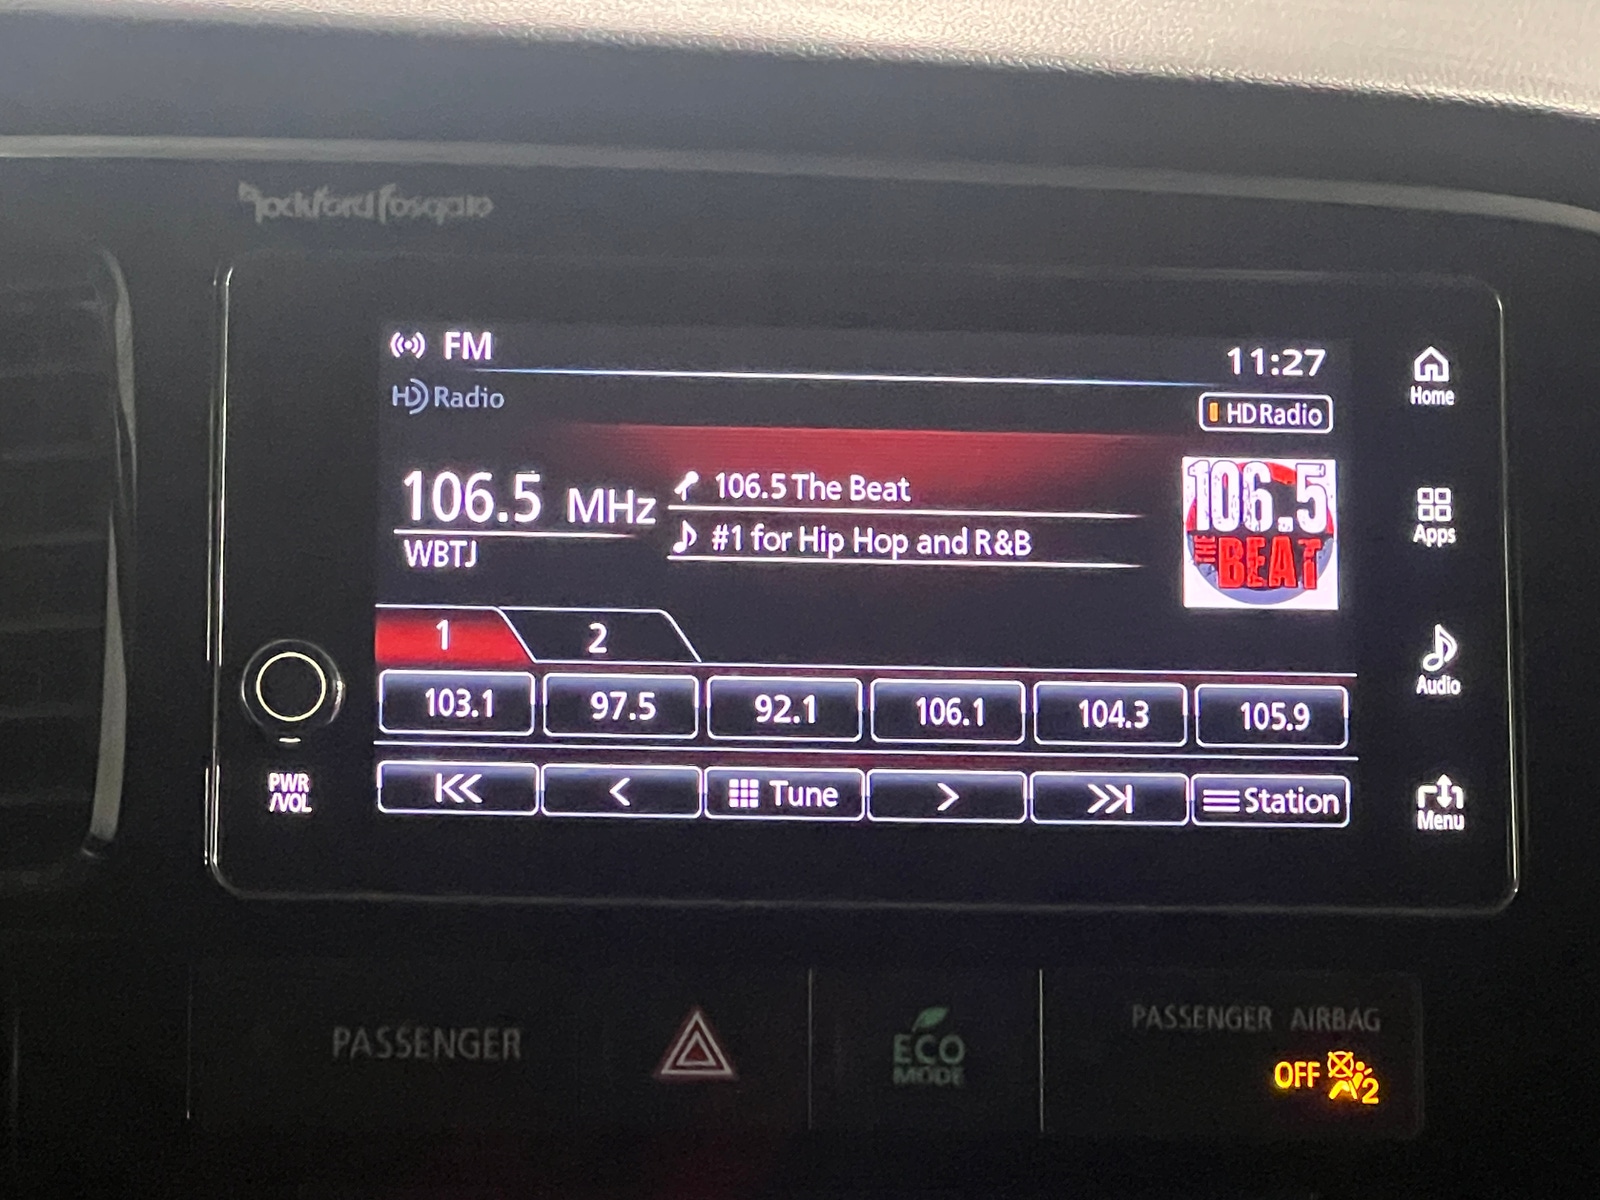 Rockford Fosgate
FM
11:27
HD Radio
HD Radio
106.5 MHz
WBTJ
106.5 The Beat
#1 for Hip Hop and R&B
106.5
THE BEAT
1 2
103.1 97.5 92.1 106.1 104.3 105.9
Tune Station
Home
Apps
Audio
Menu
PWR
/VOL
PASSENGER
ECO
MODE
PASSENGER AIRBAG
OFF 2